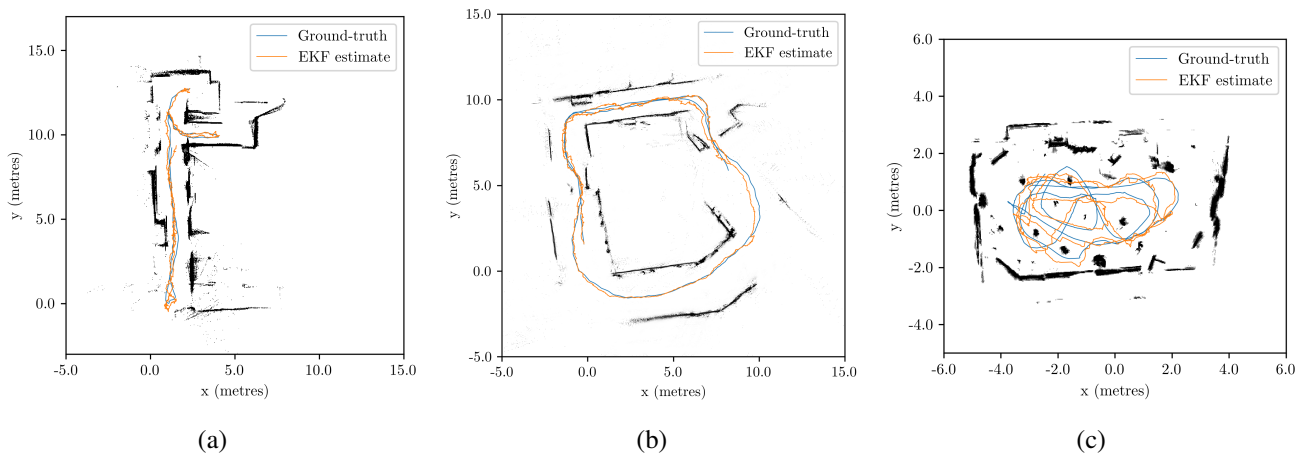 15.0
10.0
5.0
0.0
y (metres)
-5.0 0.0 5.0 10.0 15.0
x (metres)
Ground-truth
EKF estimate
(a)
15.0
10.0
5.0
0.0
-5.0
y (metres)
-5.0 0.0 5.0 10.0 15.0
x (metres)
Ground-truth
EKF estimate
(b)
6.0
4.0
2.0
0.0
-2.0
-4.0
y (metres)
-6.0 -4.0 -2.0 0.0 2.0 4.0 6.0
x (metres)
Ground-truth
EKF estimate
(c)